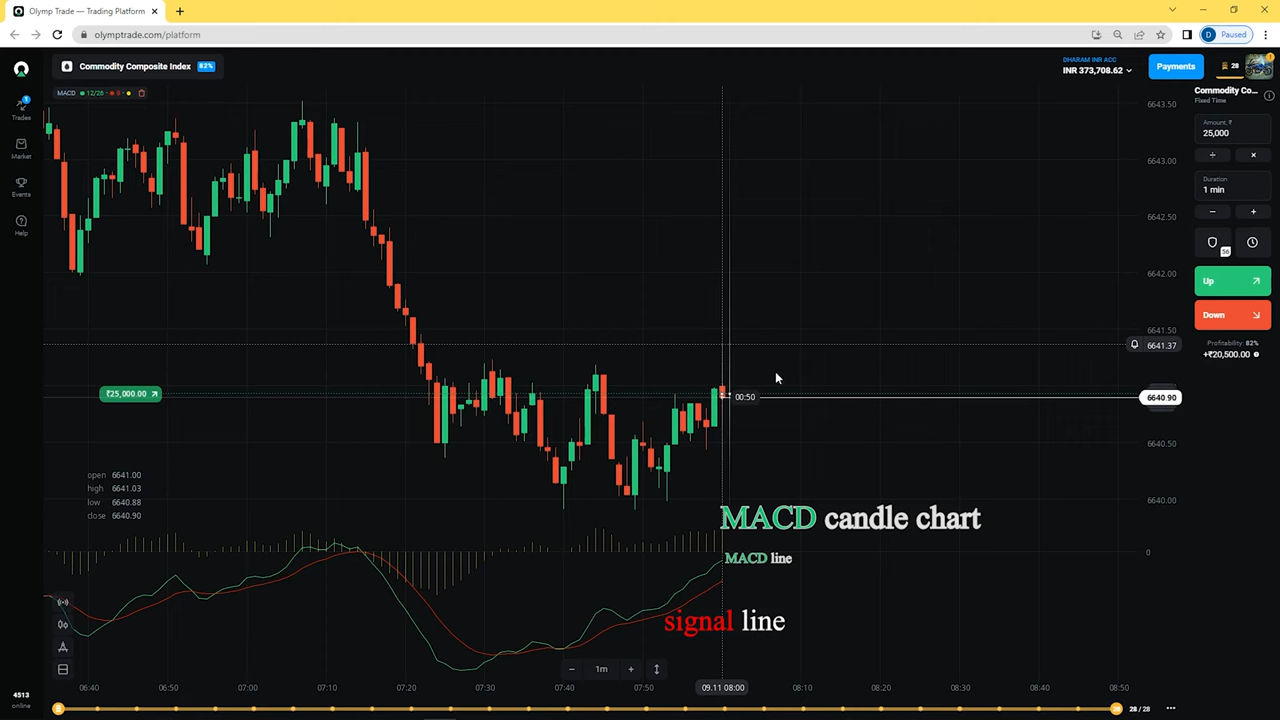 Olymp Trade — Trading Platform
olymptrade.com/platform
D Paused
Commodity Composite Index 82%
DHARAM INR ACC
INR 373,708.62
Payments
28
MACD 12/26 9
1
Trades
Market
Events
Help
Commodity Co...
Fixed Time
Amount, ₹
25,000
÷ ×
Duration
1 min
− +
56
Up
Down
Profitability: 82%
+₹20,500.00
6643.50
6643.00
6642.50
6642.00
6641.50
6641.37
6640.90
6640.50
6640.00
0
₹25,000.00
00:50
open 6641.00
high 6641.03
low 6640.88
close 6640.90
MACD candle chart
MACD line
signal line
− 1m +
06:40 06:50 07:00 07:10 07:20 07:30 07:40 07:50 09.11 08:00 08:10 08:20 08:30 08:40 08:50
4513
online
28 28 / 28